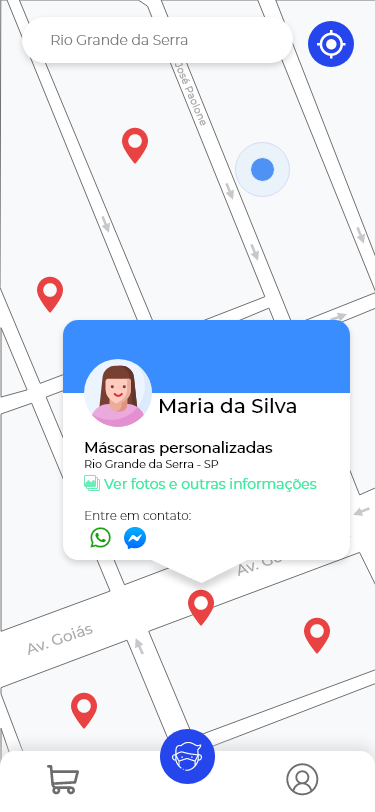 Rio Grande da Serra
José Paolone
Maria da Silva
Máscaras personalizadas
Rio Grande da Serra - SP
Ver fotos e outras informações
Entre em contato:
Av. Go
Av. Goiás